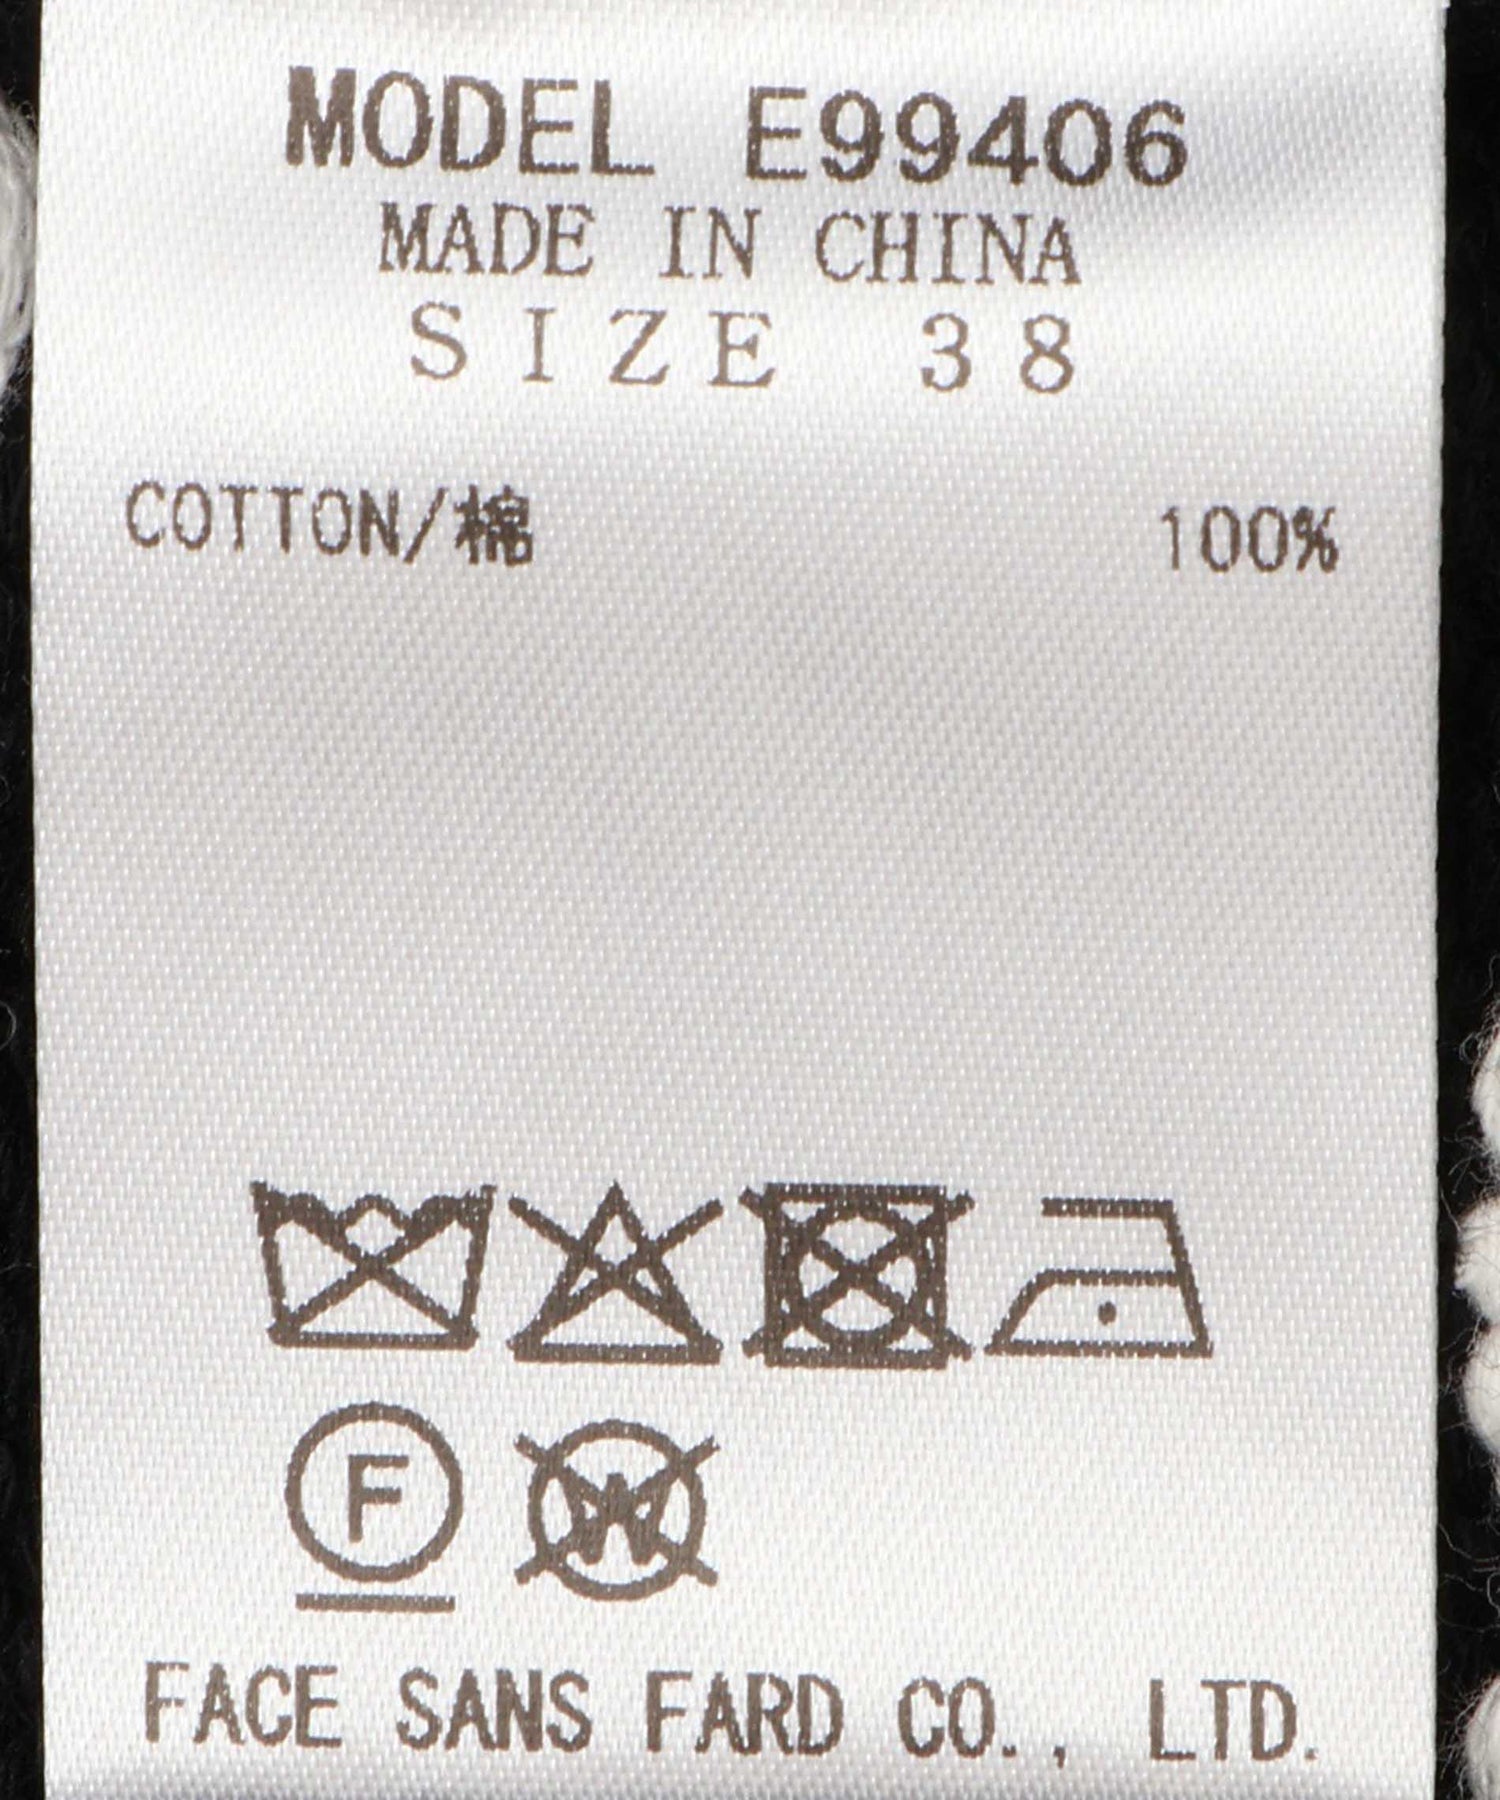 MODEL E99406
MADE IN CHINA
SIZE 38
COTTON/棉 100%
F W
FACE SANS FARD CO., LTD.